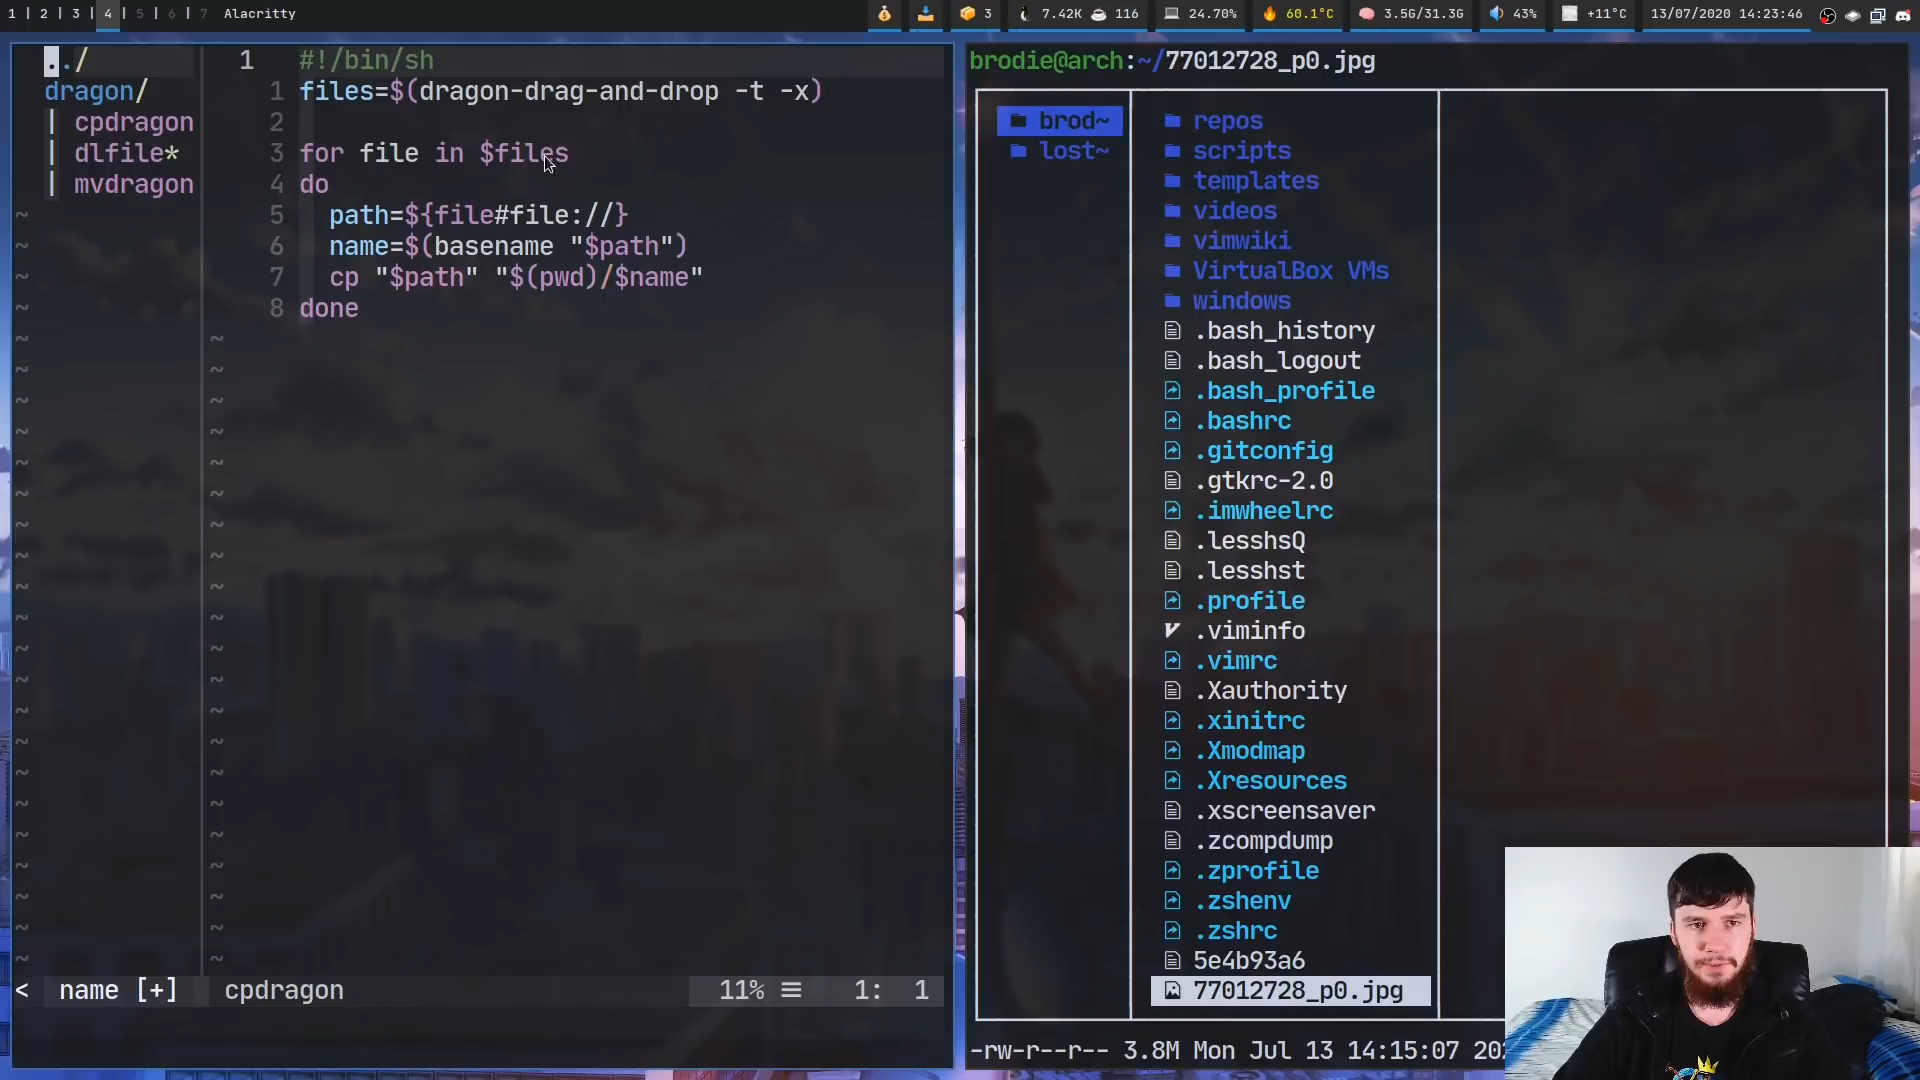 1 | 2 | 3 | 4 | 5 | 6 | 7 Alacritty
3 7.42K 116 24.70% 60.1°C 3.5G/31.3G 43% +11°C 13/07/2020 14:23:46
../
dragon/
| cpdragon
| dlfile*
| mvdragon
1 #!/bin/sh
1 files=$(dragon-drag-and-drop -t -x)
2
3 for file in $files
4 do
5 path=${file#file://}
6 name=$(basename "$path")
7 cp "$path" "$(pwd)/$name"
8 done
< name [+] cpdragon 11% ☰ 1: 1
brodie@arch:~/77012728_p0.jpg
brod~
lost~
repos
scripts
templates
videos
vimwiki
VirtualBox VMs
windows
.bash_history
.bash_logout
.bash_profile
.bashrc
.gitconfig
.gtkrc-2.0
.imwheelrc
.lesshsQ
.lesshst
.profile
.viminfo
.vimrc
.Xauthority
.xinitrc
.Xmodmap
.Xresources
.xscreensaver
.zcompdump
.zprofile
.zshenv
.zshrc
5e4b93a6
77012728_p0.jpg
-rw-r--r-- 3.8M Mon Jul 13 14:15:07